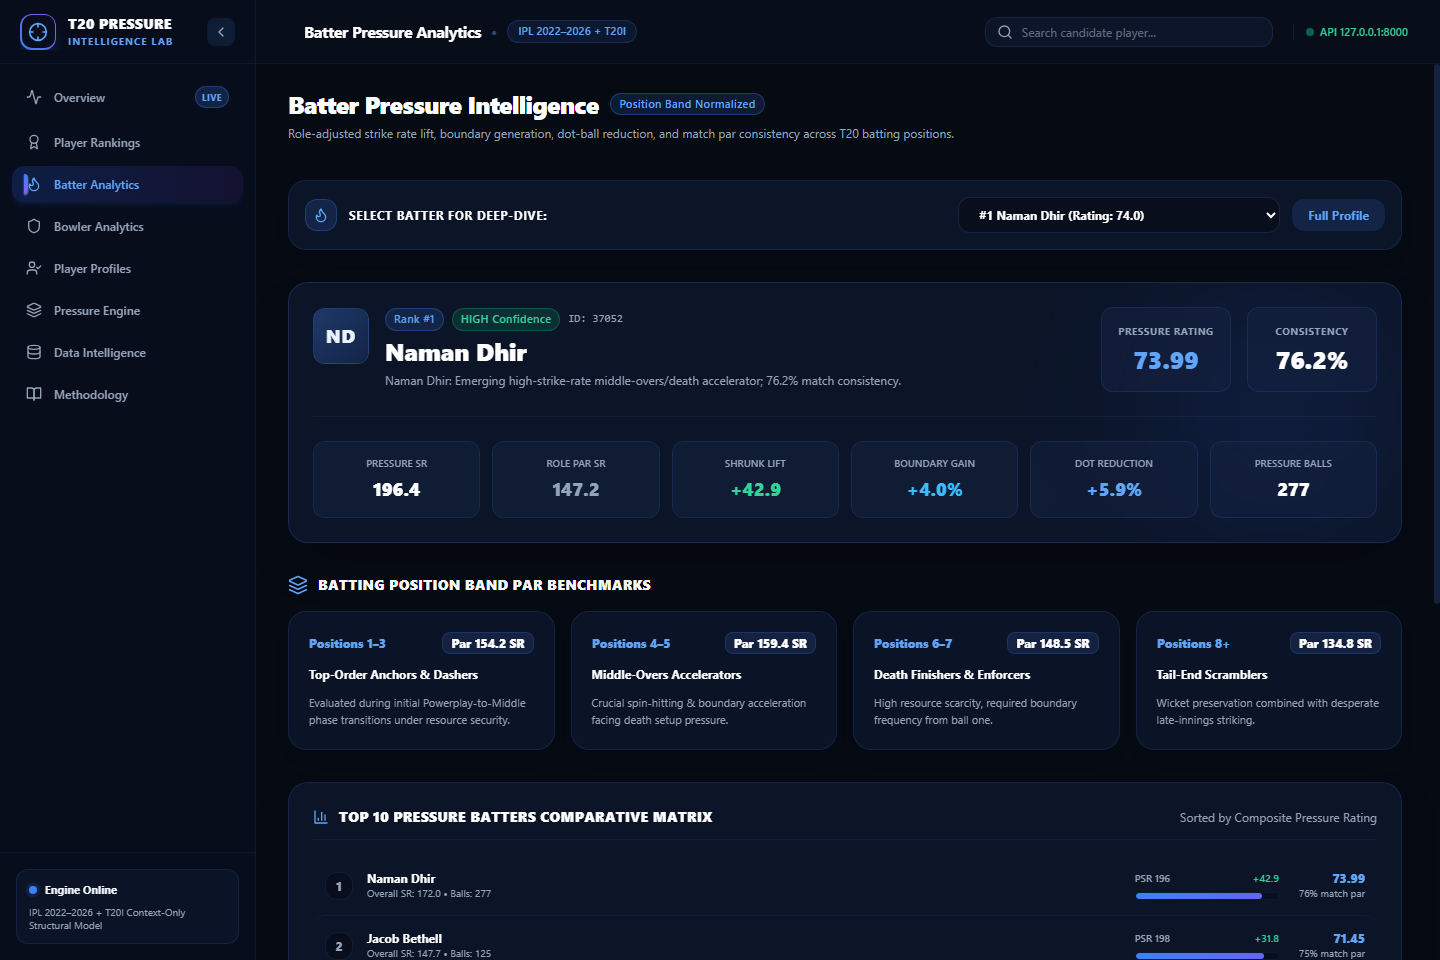 T20 PRESSURE
INTELLIGENCE LAB
Batter Pressure Analytics
IPL 2022–2026 + T20I
Search candidate player...
API 127.0.0.1:8000
Overview
LIVE
Player Rankings
Batter Analytics
Bowler Analytics
Player Profiles
Pressure Engine
Data Intelligence
Methodology
Engine Online
IPL 2022–2026 + T20I Context-Only
Structural Model
Batter Pressure Intelligence
Position Band Normalized
Role-adjusted strike rate lift, boundary generation, dot-ball reduction, and match par consistency across T20 batting positions.
SELECT BATTER FOR DEEP-DIVE:
#1 Naman Dhir (Rating: 74.0)
Full Profile
ND
Rank #1
HIGH Confidence
ID: 37052
Naman Dhir
Naman Dhir: Emerging high-strike-rate middle-overs/death accelerator; 76.2% match consistency.
PRESSURE RATING
73.99
CONSISTENCY
76.2%
PRESSURE SR
196.4
ROLE PAR SR
147.2
SHRUNK LIFT
+42.9
BOUNDARY GAIN
+4.0%
DOT REDUCTION
+5.9%
PRESSURE BALLS
277
BATTING POSITION BAND PAR BENCHMARKS
Positions 1–3
Par 154.2 SR
Top-Order Anchors & Dashers
Evaluated during initial Powerplay-to-Middle
phase transitions under resource security.
Positions 4–5
Par 159.4 SR
Middle-Overs Accelerators
Crucial spin-hitting & boundary acceleration
facing death setup pressure.
Positions 6–7
Par 148.5 SR
Death Finishers & Enforcers
High resource scarcity, required boundary
frequency from ball one.
Positions 8+
Par 134.8 SR
Tail-End Scramblers
Wicket preservation combined with desperate
late-innings striking.
TOP 10 PRESSURE BATTERS COMPARATIVE MATRIX
Sorted by Composite Pressure Rating
1
Naman Dhir
Overall SR: 172.0 • Balls: 277
PSR 196
+42.9
73.99
76% match par
2
Jacob Bethell
Overall SR: 147.7 • Balls: 125
PSR 198
+31.8
71.45
75% match par